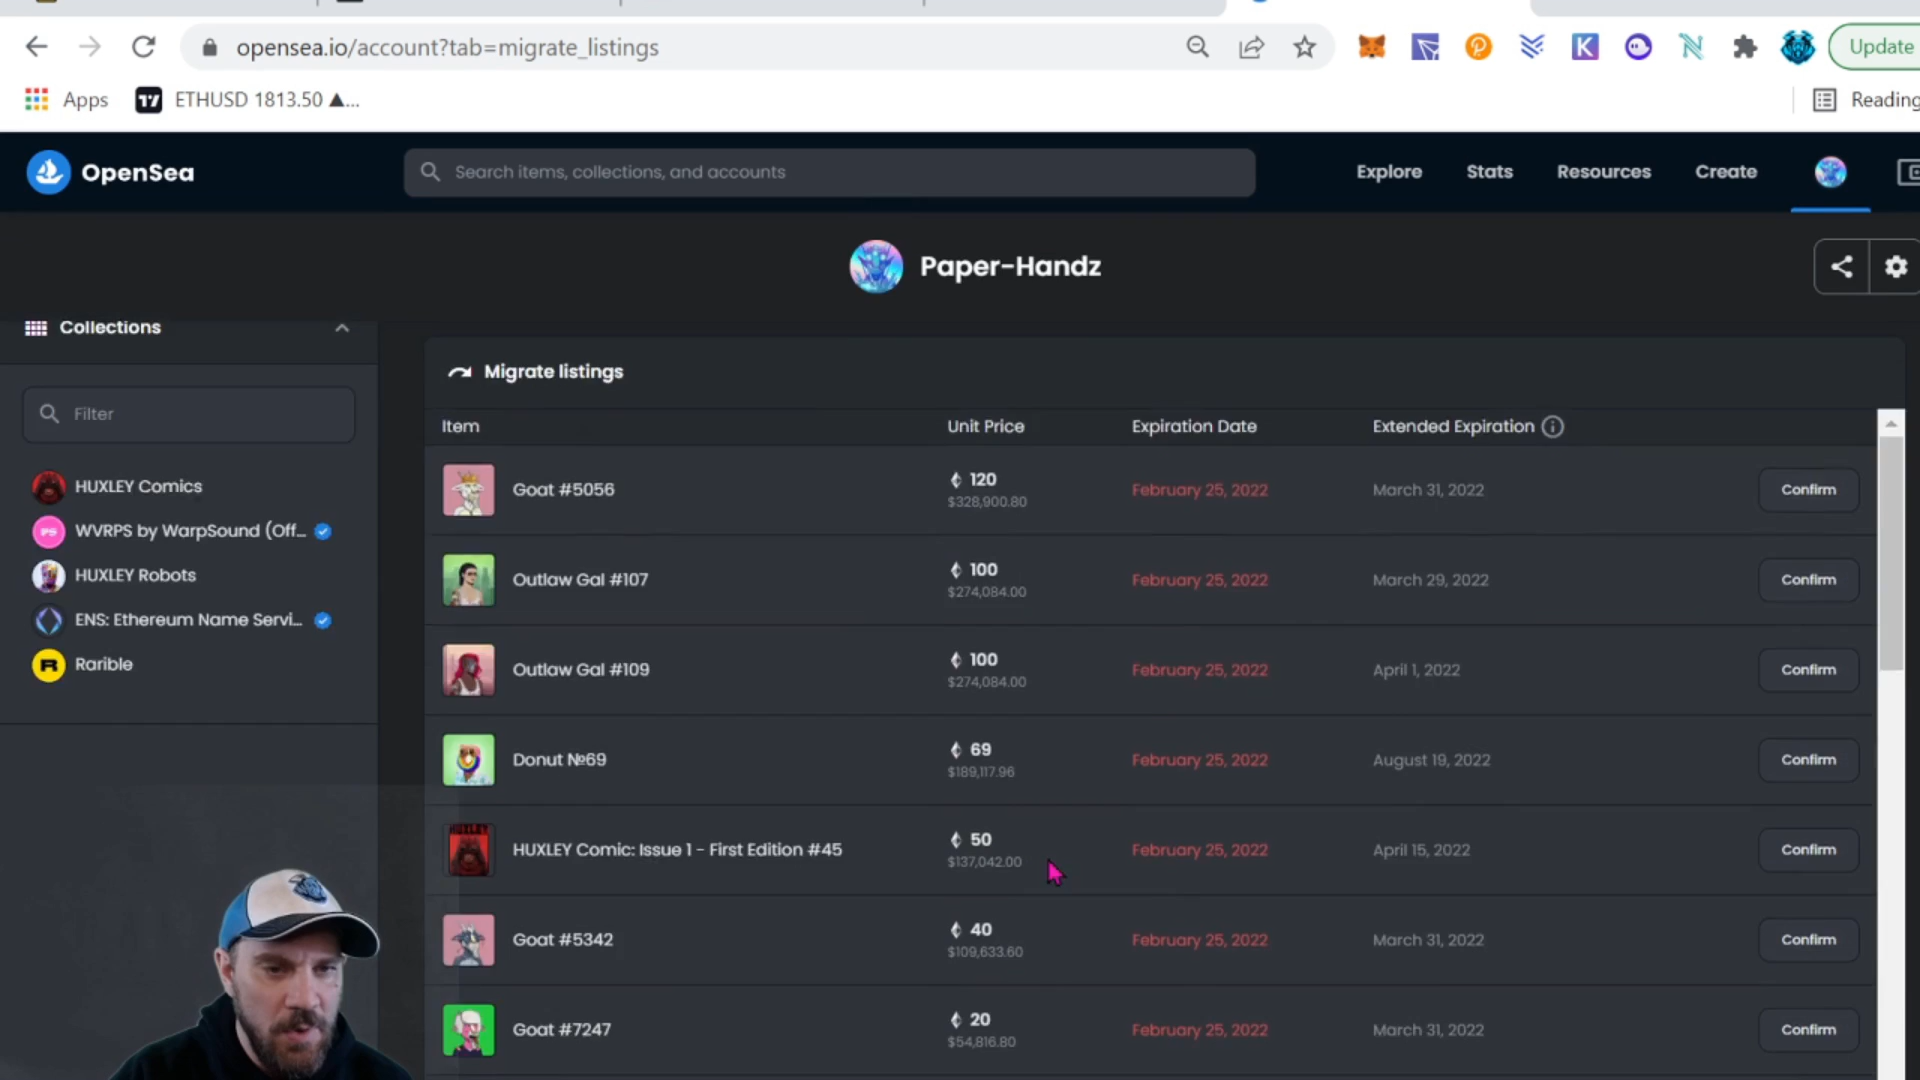 opensea.io/account?tab=migrate_listings
Update
Apps
ETHUSD 1813.50 ▲...
Reading
OpenSea
Search items, collections, and accounts
Explore
Stats
Resources
Create
Paper-Handz
Collections
Filter
HUXLEY Comics
WVRPS by WarpSound (Off...
HUXLEY Robots
ENS: Ethereum Name Servi...
Rarible
Migrate listings
Item Unit Price Expiration Date Extended Expiration
Goat #5056 120 February 25, 2022 March 31, 2022 Confirm
$328,900.80
Outlaw Gal #107 100 February 25, 2022 March 29, 2022 Confirm
$274,084.00
Outlaw Gal #109 100 February 25, 2022 April 1, 2022 Confirm
$274,084.00
Donut №69 69 February 25, 2022 August 19, 2022 Confirm
$189,117.96
HUXLEY Comic: Issue 1 - First Edition #45 50 February 25, 2022 April 15, 2022 Confirm
$137,042.00
HUXLEY
Goat #5342 40 February 25, 2022 March 31, 2022 Confirm
$109,633.60
Goat #7247 20 February 25, 2022 March 31, 2022 Confirm
$54,816.80